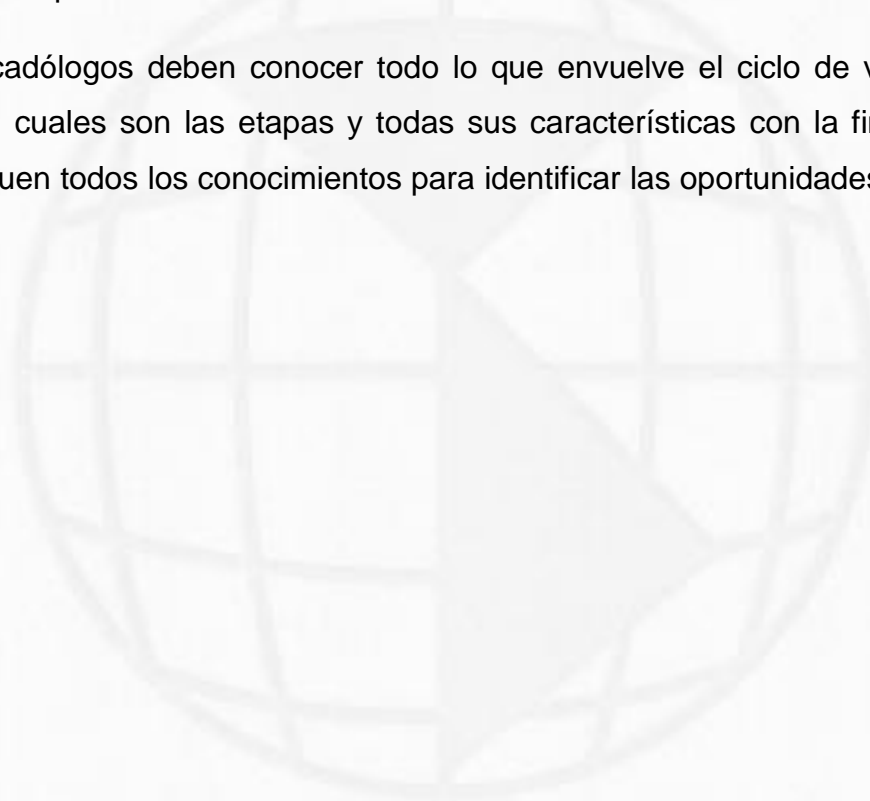 cadólogos deben conocer todo lo que envuelve el ciclo de v
cuales son las etapas y todas sus características con la fi
uen todos los conocimientos para identificar las oportunidades